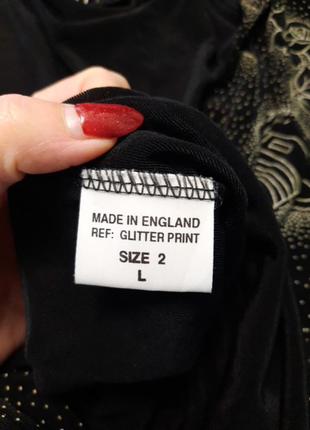 MADE IN ENGLAND
REF: GLITTER PRINT
SIZE 2
L